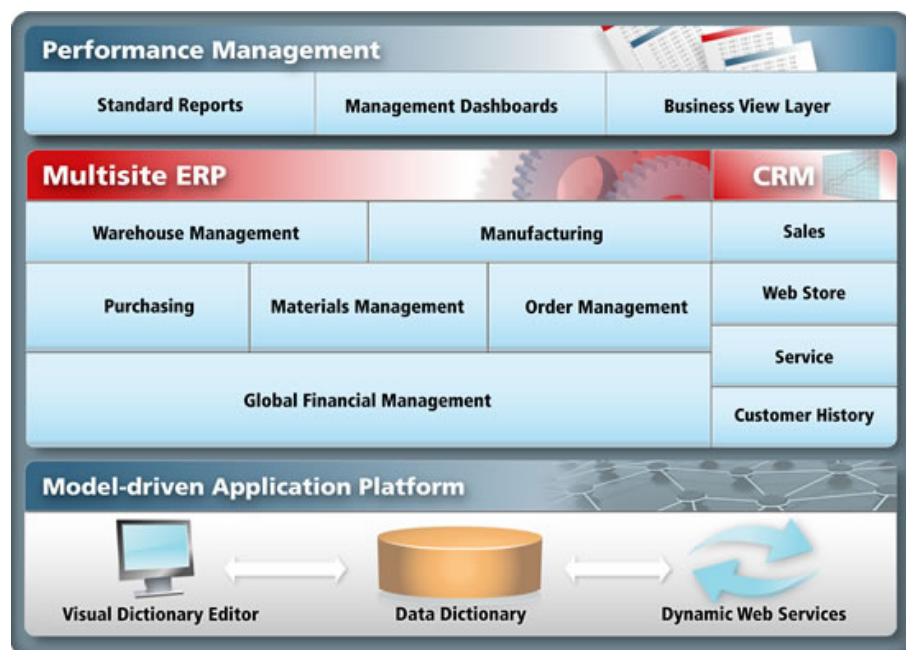 Performance Management
Standard Reports
Management Dashboards
Business View Layer
Multisite ERP
CRM
Warehouse Management
Manufacturing
Sales
Purchasing
Materials Management
Order Management
Web Store
Service
Global Financial Management
Customer History
Model-driven Application Platform
Visual Dictionary Editor
Data Dictionary
Dynamic Web Services